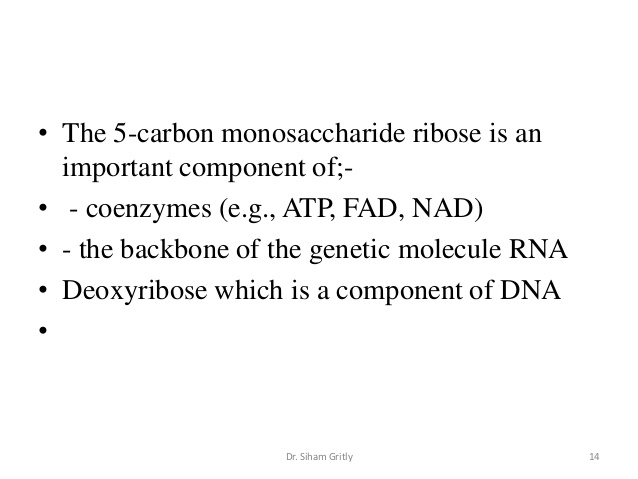 • The 5-carbon monosaccharide ribose is an
important component of;-
• - coenzymes (e.g., ATP, FAD, NAD)
• - the backbone of the genetic molecule RNA
• Deoxyribose which is a component of DNA
•
Dr. Siham Gritly 14